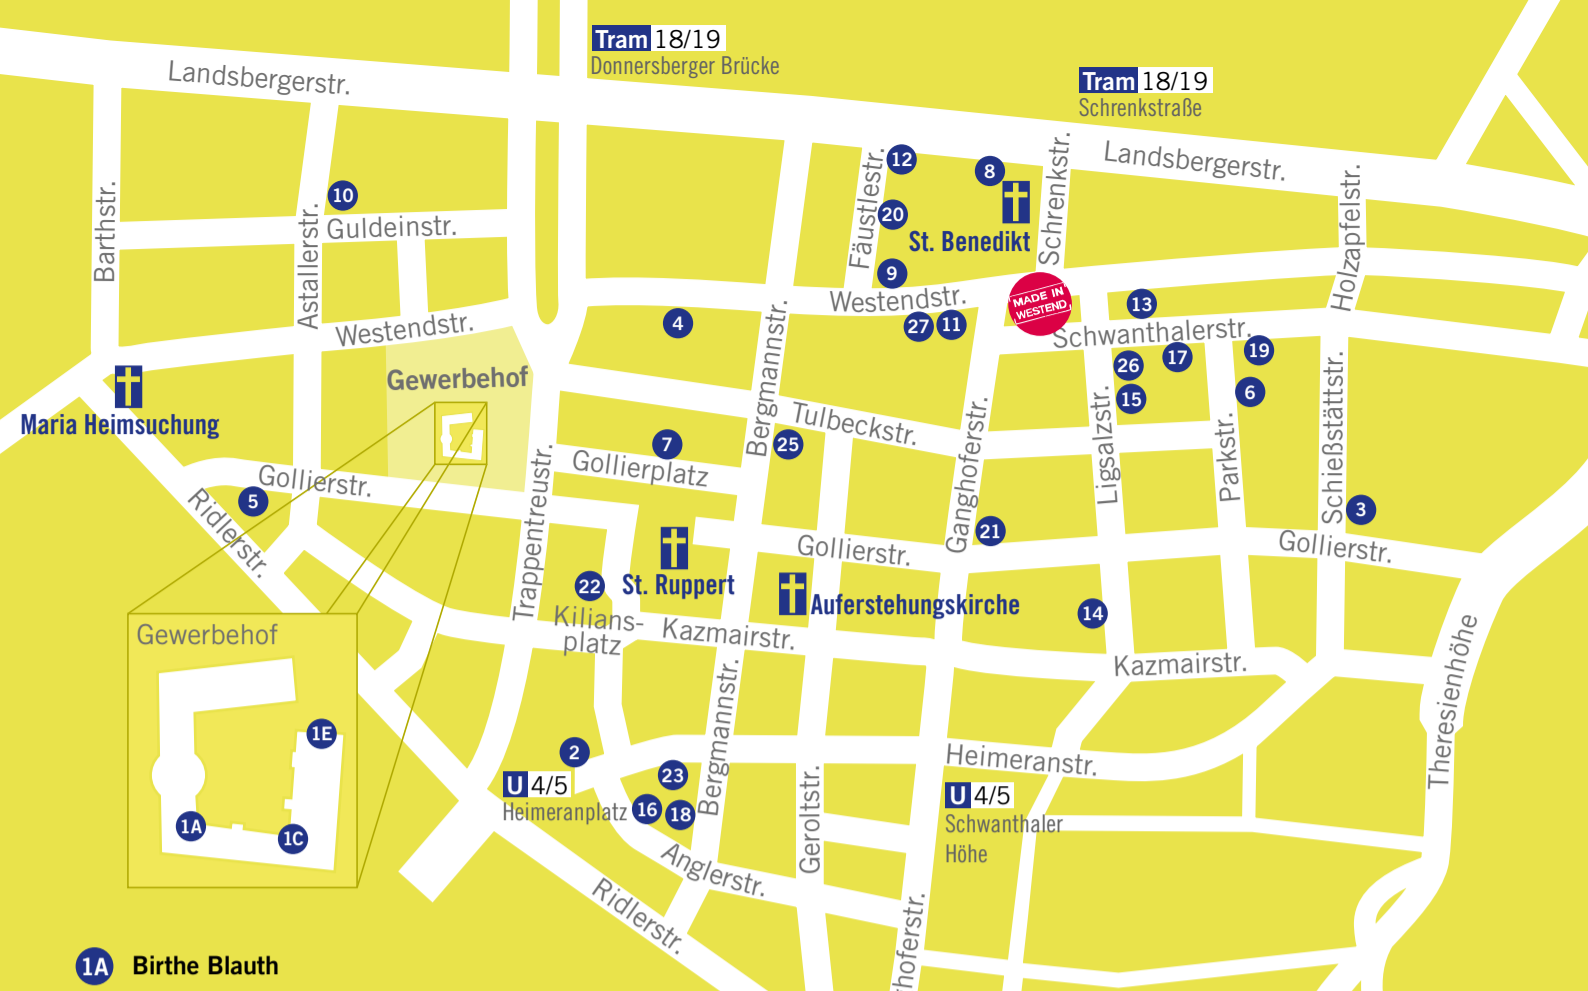 Tram 18/19
Donnersberger Brücke
Tram 18/19
Schrenkstraße
Landsbergerstr.
Landsbergerstr.
Barthstr.
Astallerstr.
10
Guldeinstr.
Fäustlestr.
12
8
20
St. Benedikt
Schrenkstr.
Holzapfelstr.
9
Westendstr.
MADE IN
WESTEND
13
Westendstr.
4
27
11
Schwanthalerstr.
Bergmannstr.
26
17
19
Gewerbehof
15
6
Maria Heimsuchung
Tulbeckstr.
7
25
Gollierplatz
Ganghoferstr.
Ligsalzstr.
Parkstr.
Schießstättstr.
Gollierstr.
5
Ridlerstr.
Trappentreustr.
3
21
Gollierstr.
Gollierstr.
22
St. Ruppert
Auferstehungskirche
14
Kilians-
platz
Kazmairstr.
Kazmairstr.
Gewerbehof
1E
1A
1C
Theresienhöhe
Bergmannstr.
2
U 4/5
Heimeranplatz
23
16
18
Heimeranstr.
U 4/5
Schwanthaler
Höhe
Geroltstr.
Anglerstr.
Ridlerstr.
hoferstr.
1A Birthe Blauth